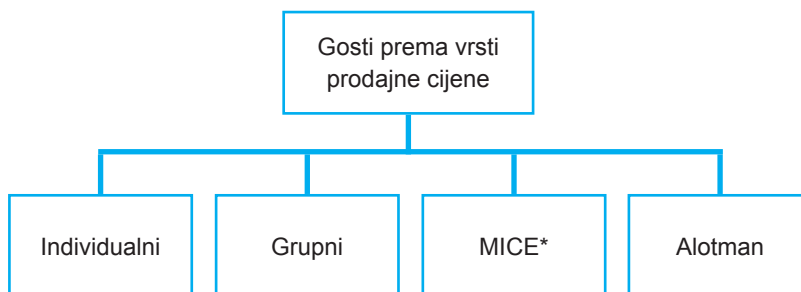 Gosti prema vrsti
prodajne cijene
Individualni
Grupni
MICE*
Alotman